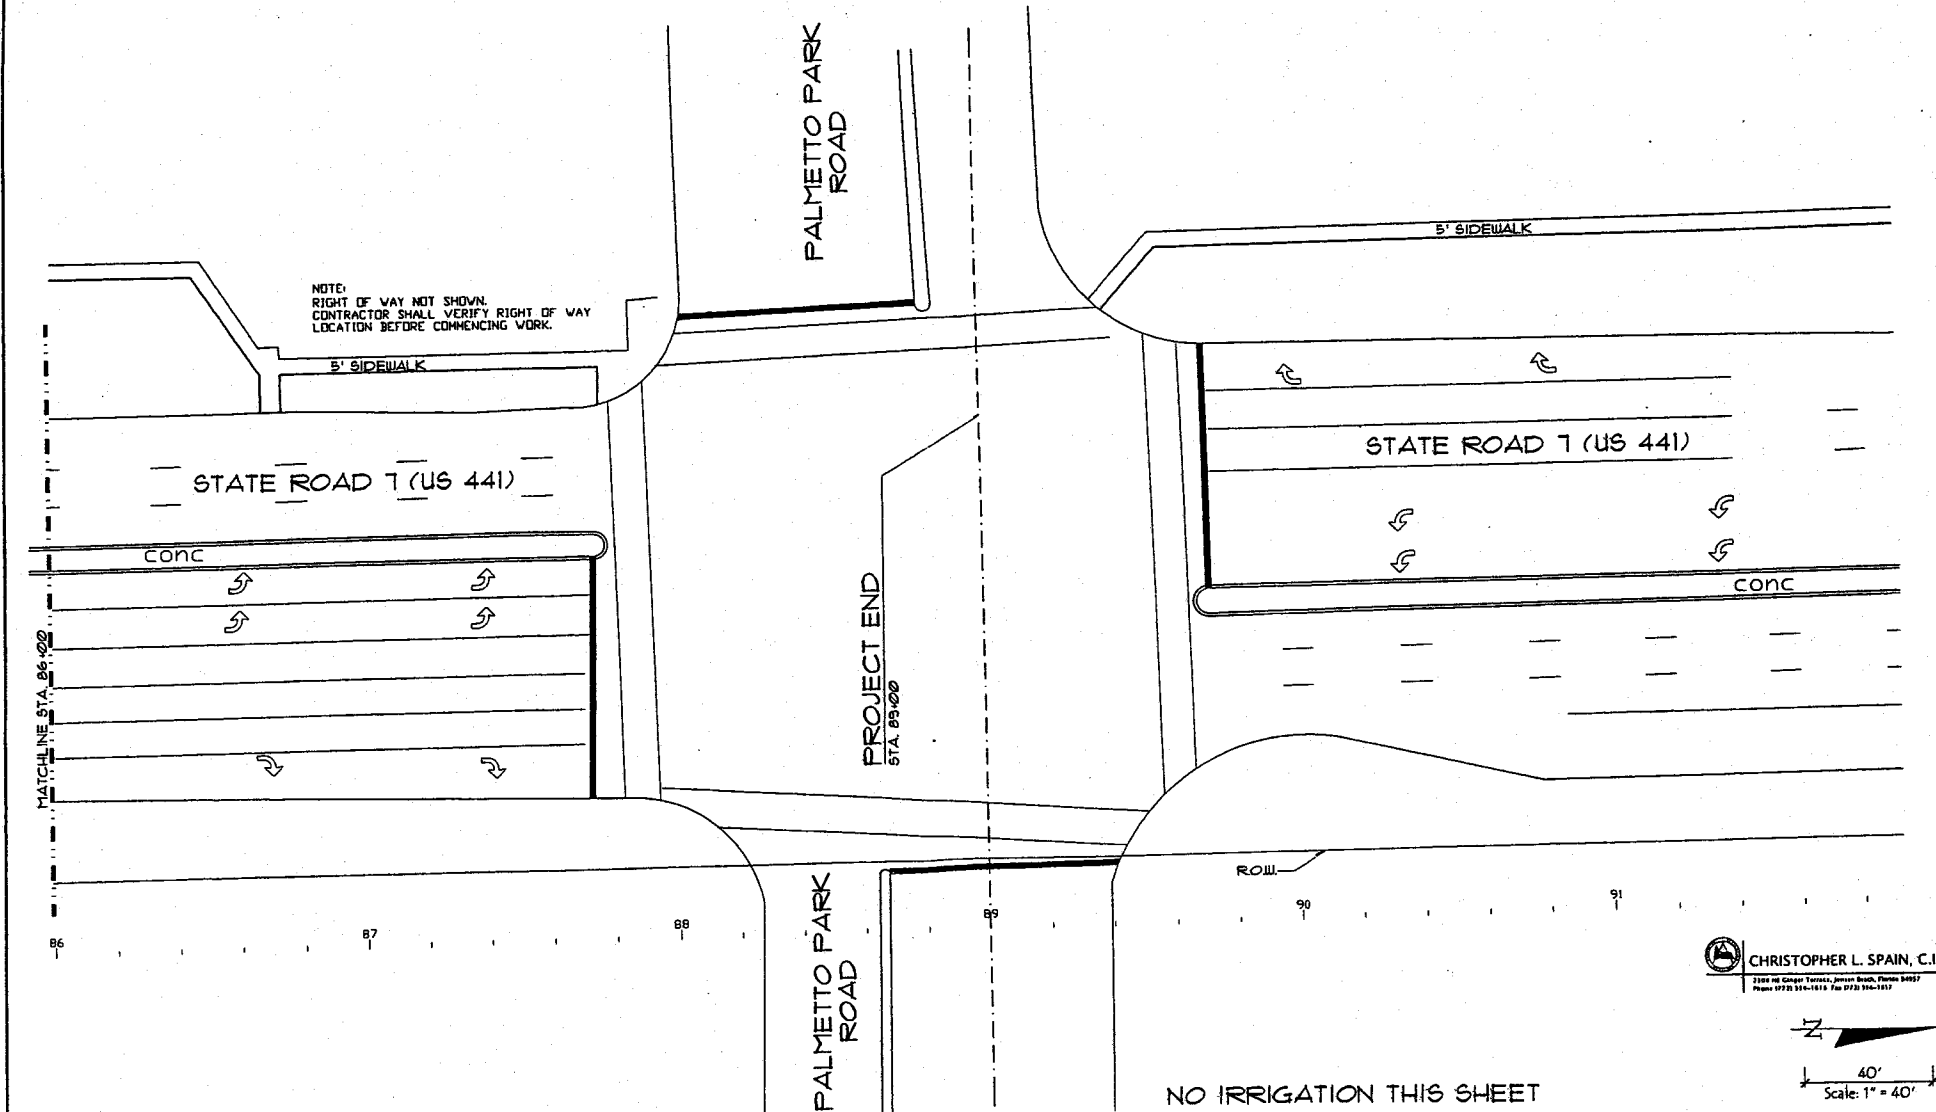 PALMETTO PARK
ROAD
5' SIDEWALK
NOTE:
RIGHT OF WAY NOT SHOWN.
CONTRACTOR SHALL VERIFY RIGHT OF WAY
LOCATION BEFORE COMMENCING WORK.
5' SIDEWALK
STATE ROAD 7 (US 441)
STATE ROAD 7 (US 441)
conc
conc
MATCHLINE STA. 86+00
PROJECT END
STA. 89+00
R.O.W.
86
87
88
89
90
91
PALMETTO PARK
ROAD
CHRISTOPHER L. SPAIN, C.I
N
40'
Scale: 1" = 40'
NO IRRIGATION THIS SHEET